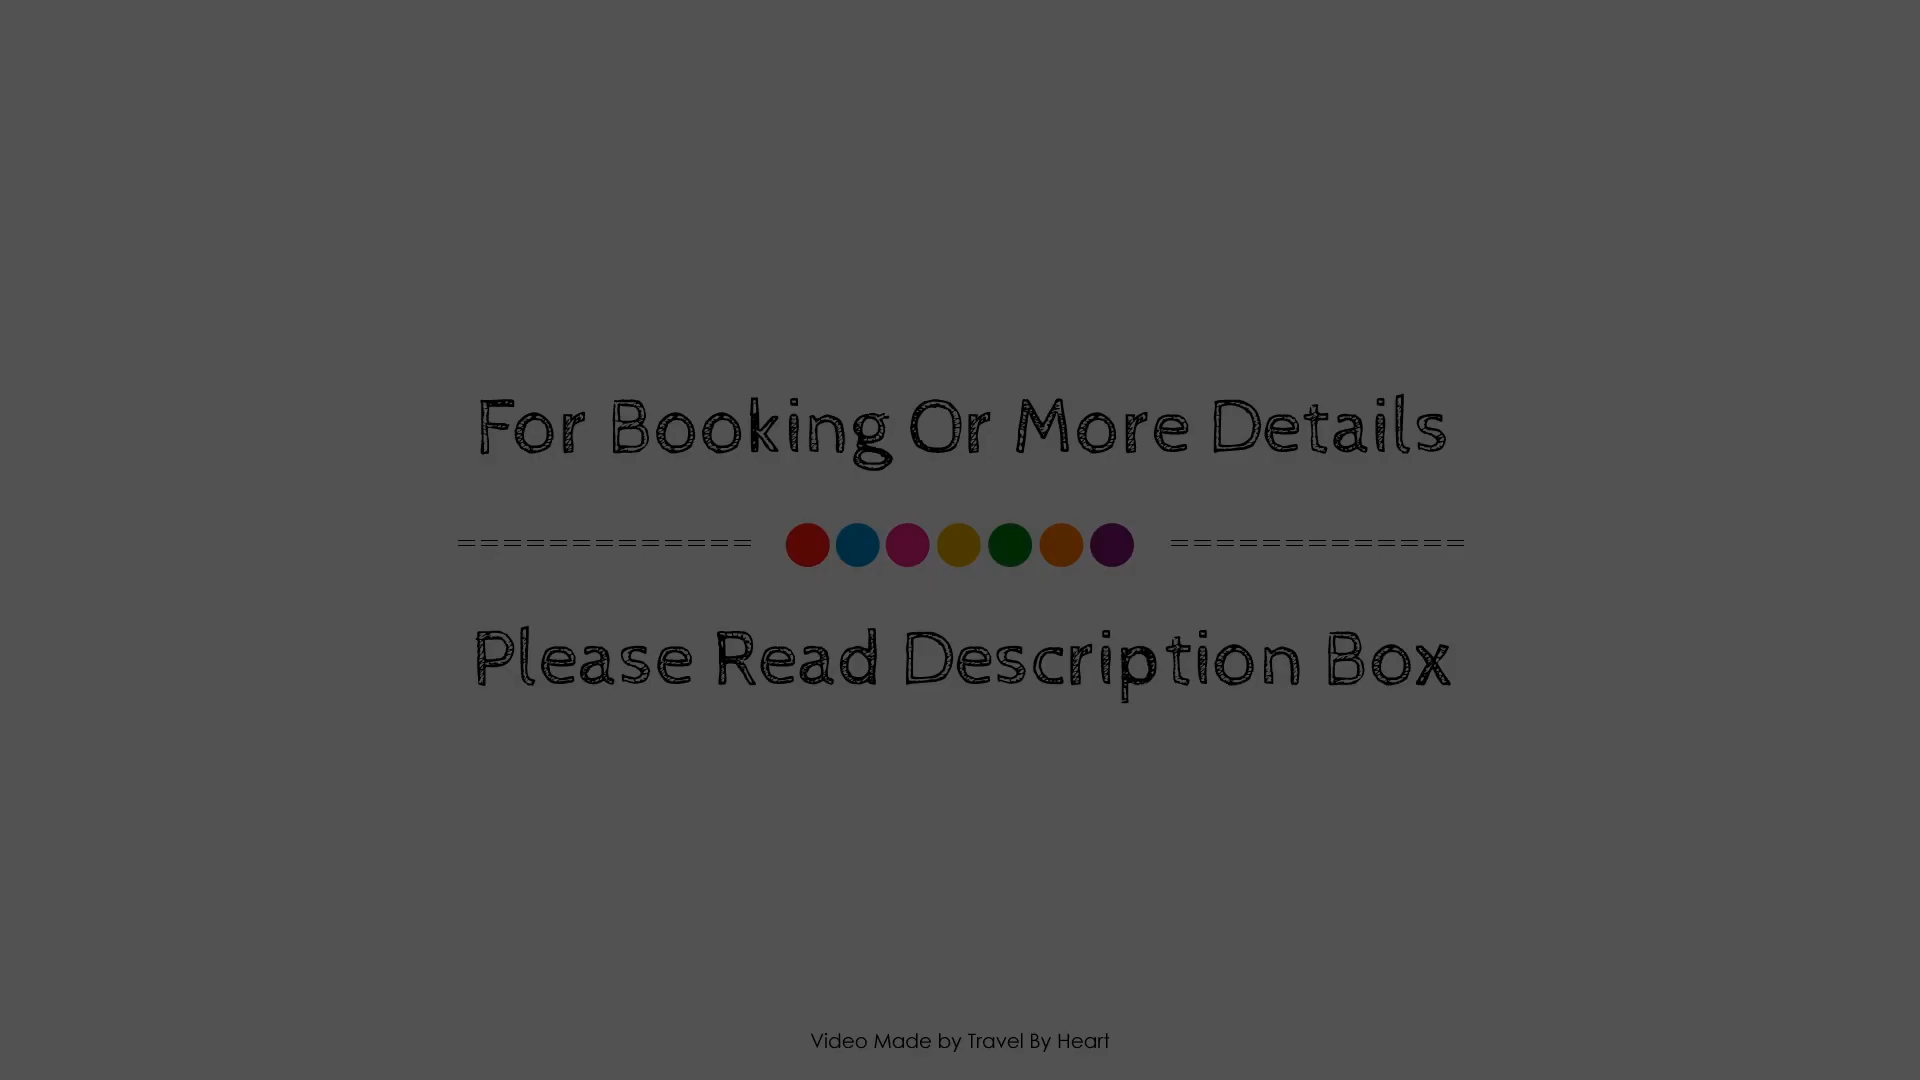 For Booking Or More Details
============= =============
Please Read Description Box
Video Made by Travel By Heart